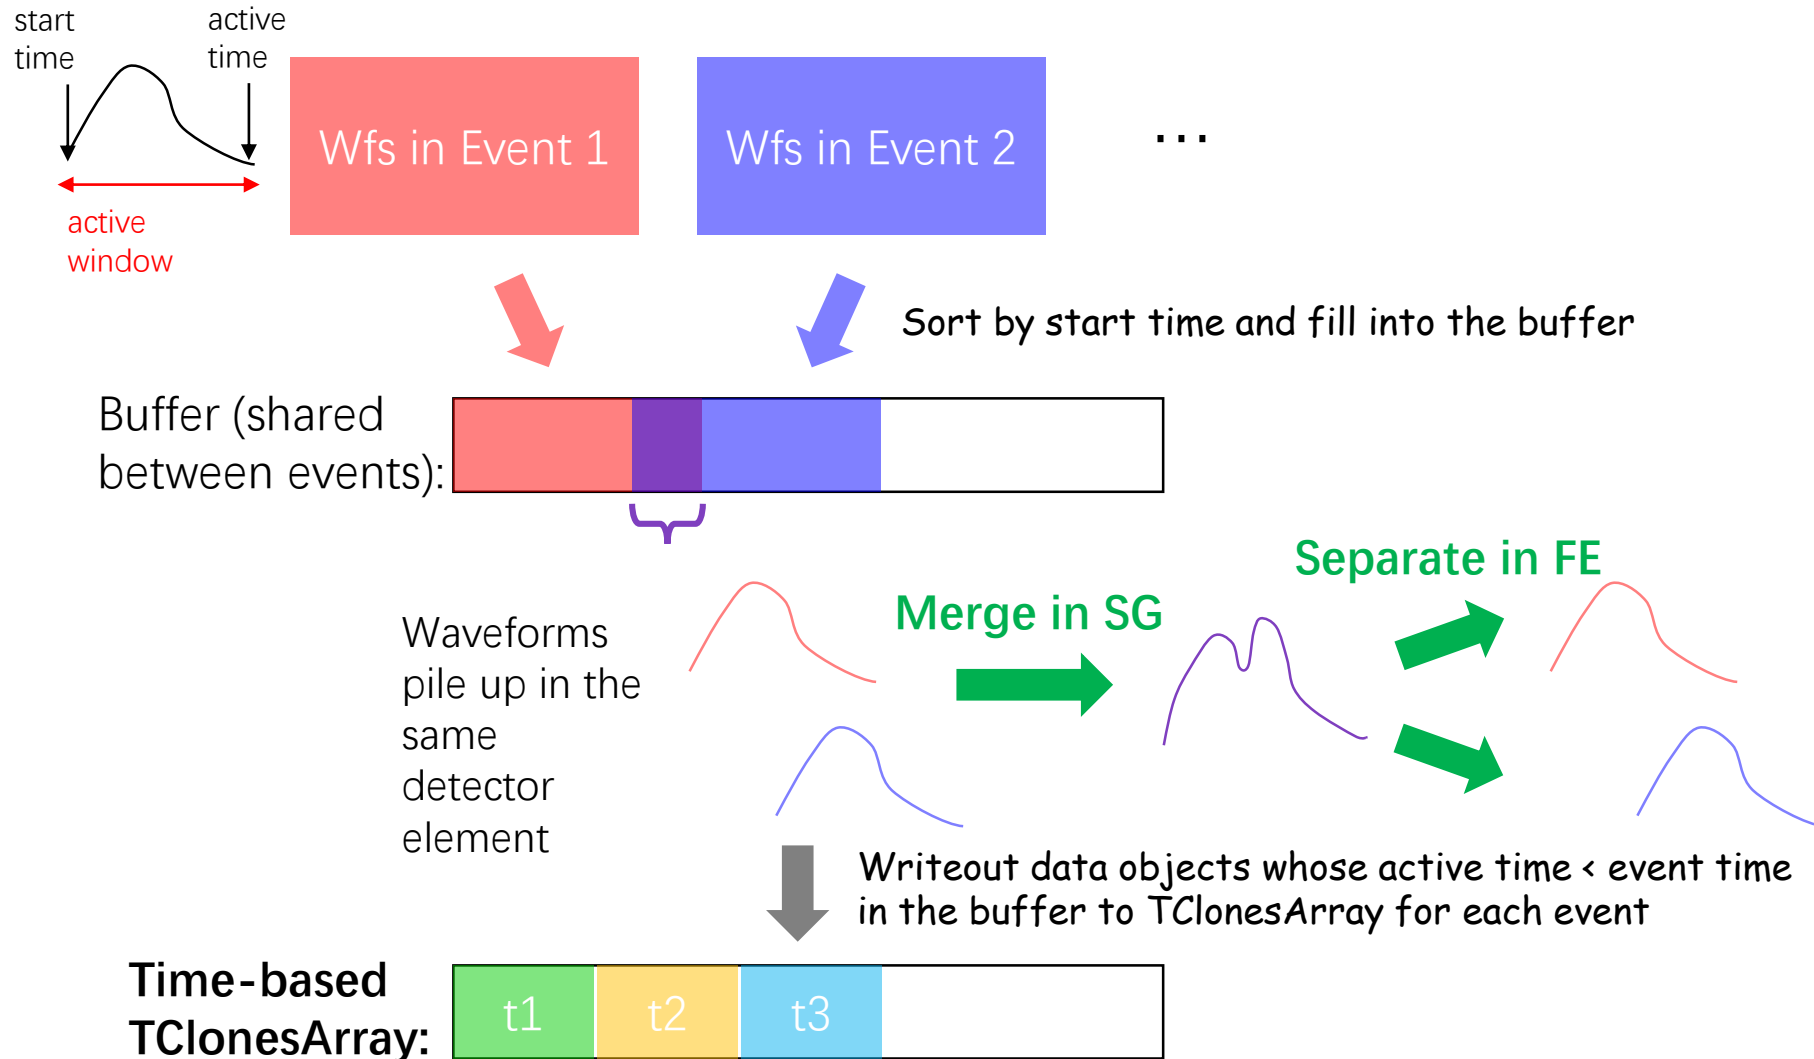 start
time
active
time
active
window
Wfs in Event 1
Wfs in Event 2
...
Sort by start time and fill into the buffer
Buffer (shared
between events):
Separate in FE
Merge in SG
Waveforms
pile up in the
same
detector
element
Writeout data objects whose active time < event time
in the buffer to TClonesArray for each event
Time-based
TClonesArray:
t1
t2
t3